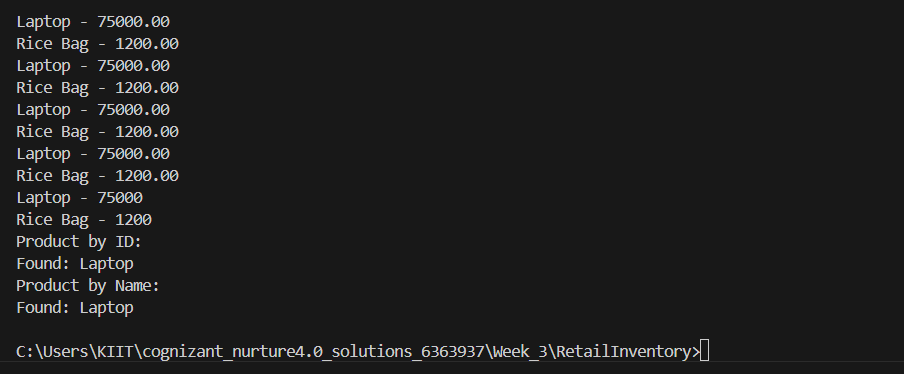 Laptop - 75000.00
Rice Bag - 1200.00
Laptop - 75000.00
Rice Bag - 1200.00
Laptop - 75000.00
Rice Bag - 1200.00
Laptop - 75000.00
Rice Bag - 1200.00
Laptop - 75000
Rice Bag - 1200
Product by ID:
Found: Laptop
Product by Name:
Found: Laptop
C:\Users\KIIT\cognizant_nurture4.0_solutions_6363937\Week_3\RetailInventory>